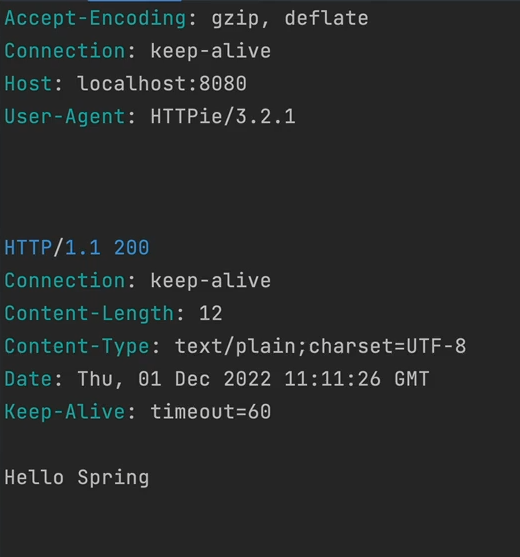 Accept-Encoding: gzip, deflate
Connection: keep-alive
Host: localhost:8080
User-Agent: HTTPie/3.2.1
HTTP/1.1 200
Connection: keep-alive
Content-Length: 12
Content-Type: text/plain;charset=UTF-8
Date: Thu, 01 Dec 2022 11:11:26 GMT
Keep-Alive: timeout=60
Hello Spring